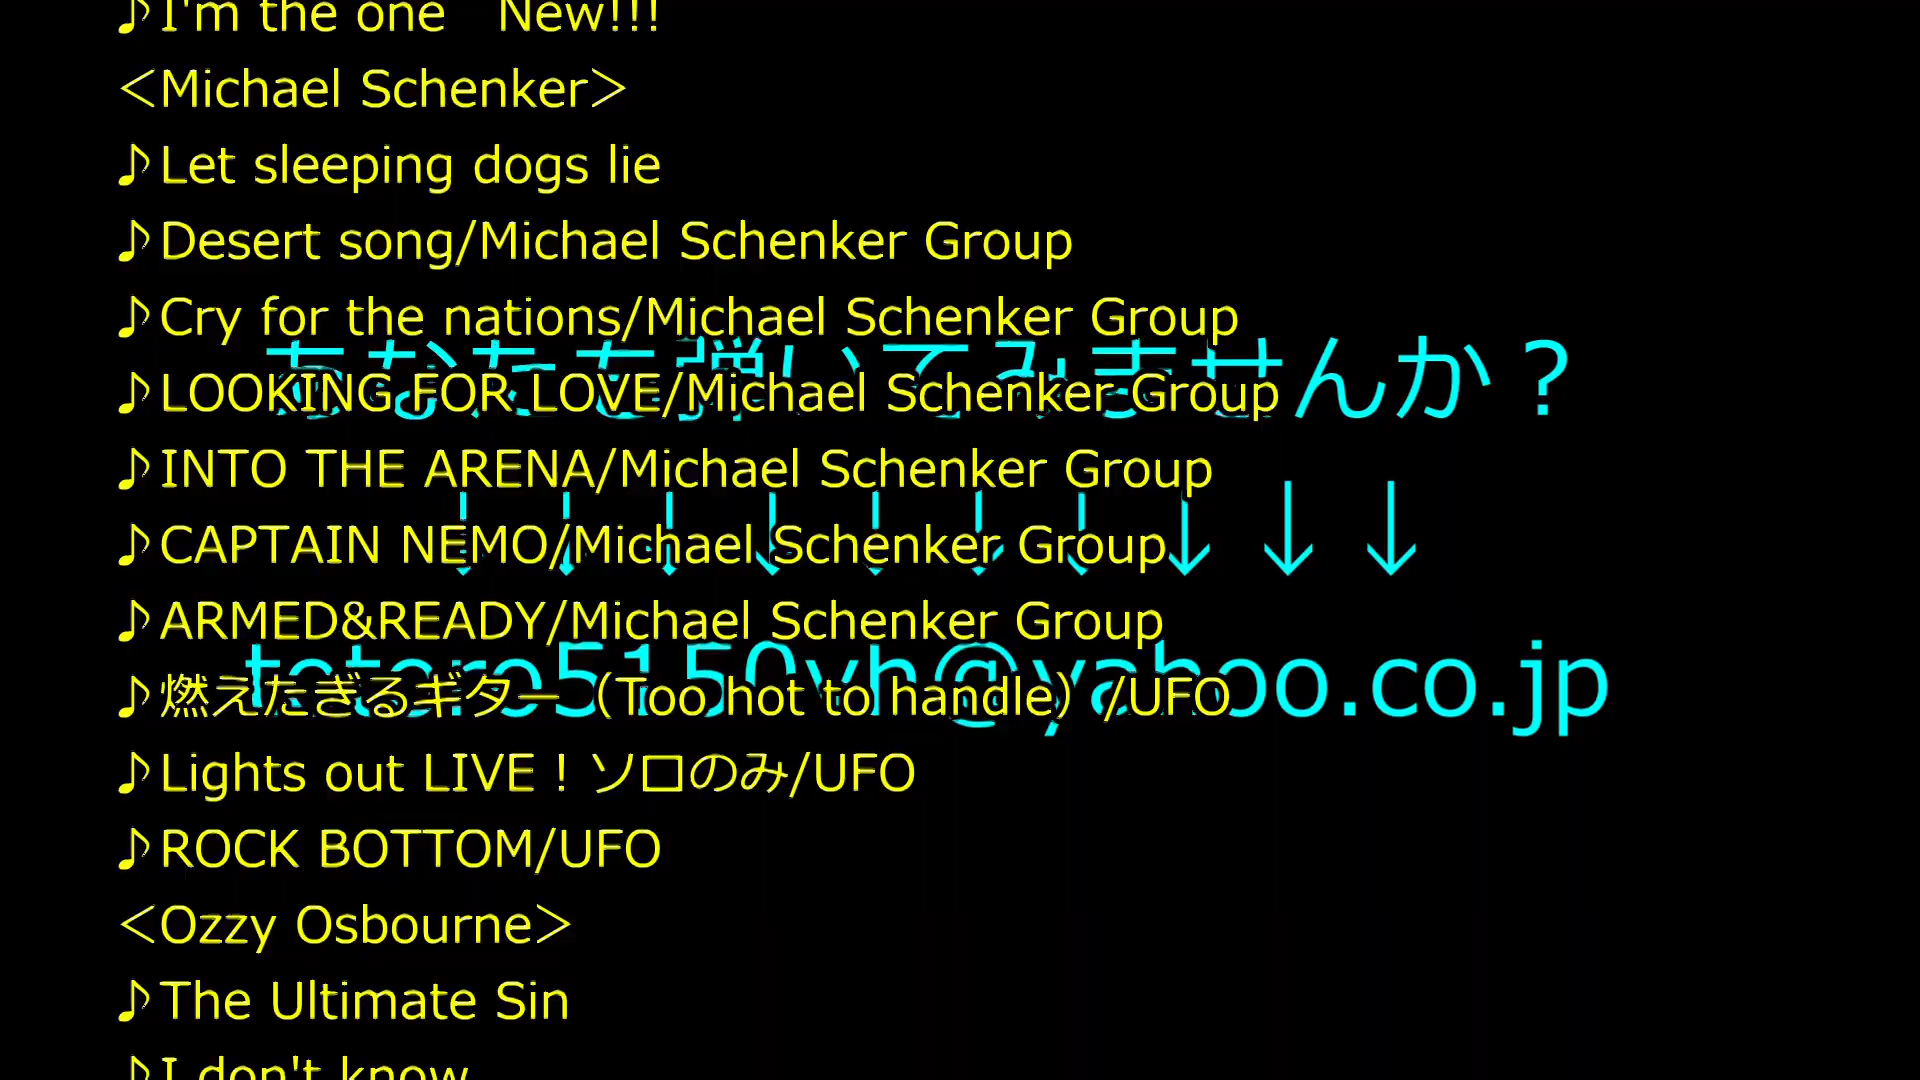 ♪I'm the one　New!!!
＜Michael Schenker＞
♪Let sleeping dogs lie
♪Desert song/Michael Schenker Group
♪Cry for the nations/Michael Schenker Group
あなたも弾いてみませんか？
♪LOOKING FOR LOVE/Michael Schenker Group
♪INTO THE ARENA/Michael Schenker Group
↓↓↓↓↓↓↓↓↓↓
♪CAPTAIN NEMO/Michael Schenker Group
♪ARMED&READY/Michael Schenker Group
totoro5150vh@yahoo.co.jp
♪燃えたぎるギター（Too hot to handle）/UFO
♪Lights out LIVE！ソロのみ/UFO
♪ROCK BOTTOM/UFO
＜Ozzy Osbourne＞
♪The Ultimate Sin
♪I don't know